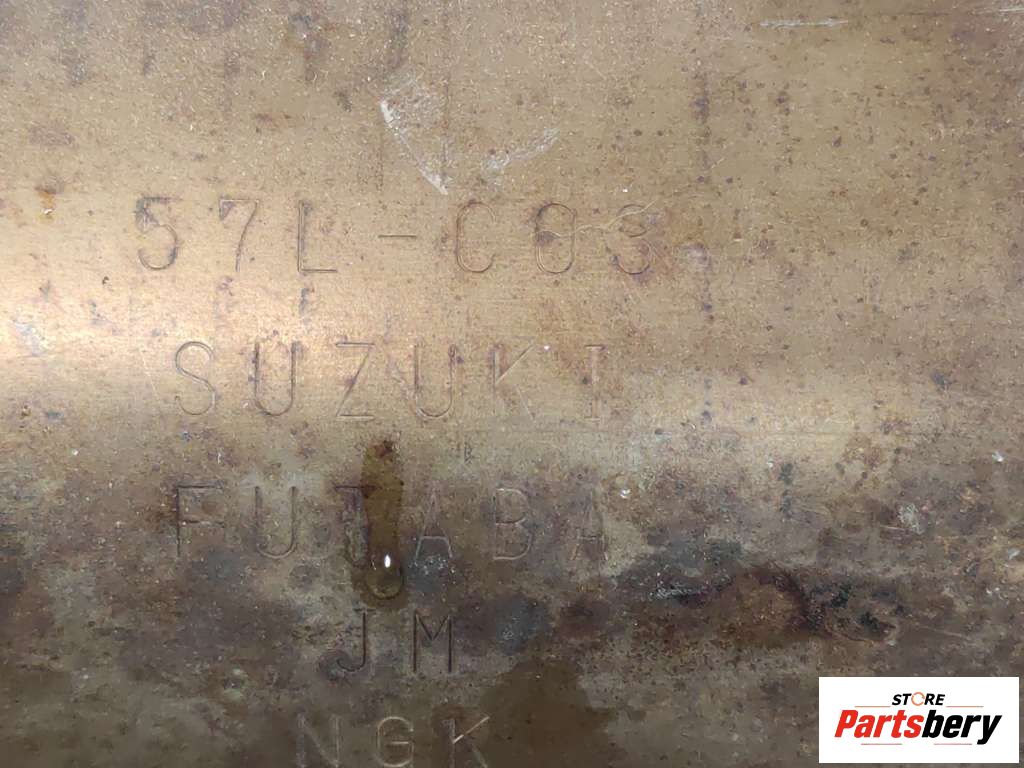 57L-C03
SUZUKI
FUTABA
JM
NGK
STORE
Partsbery